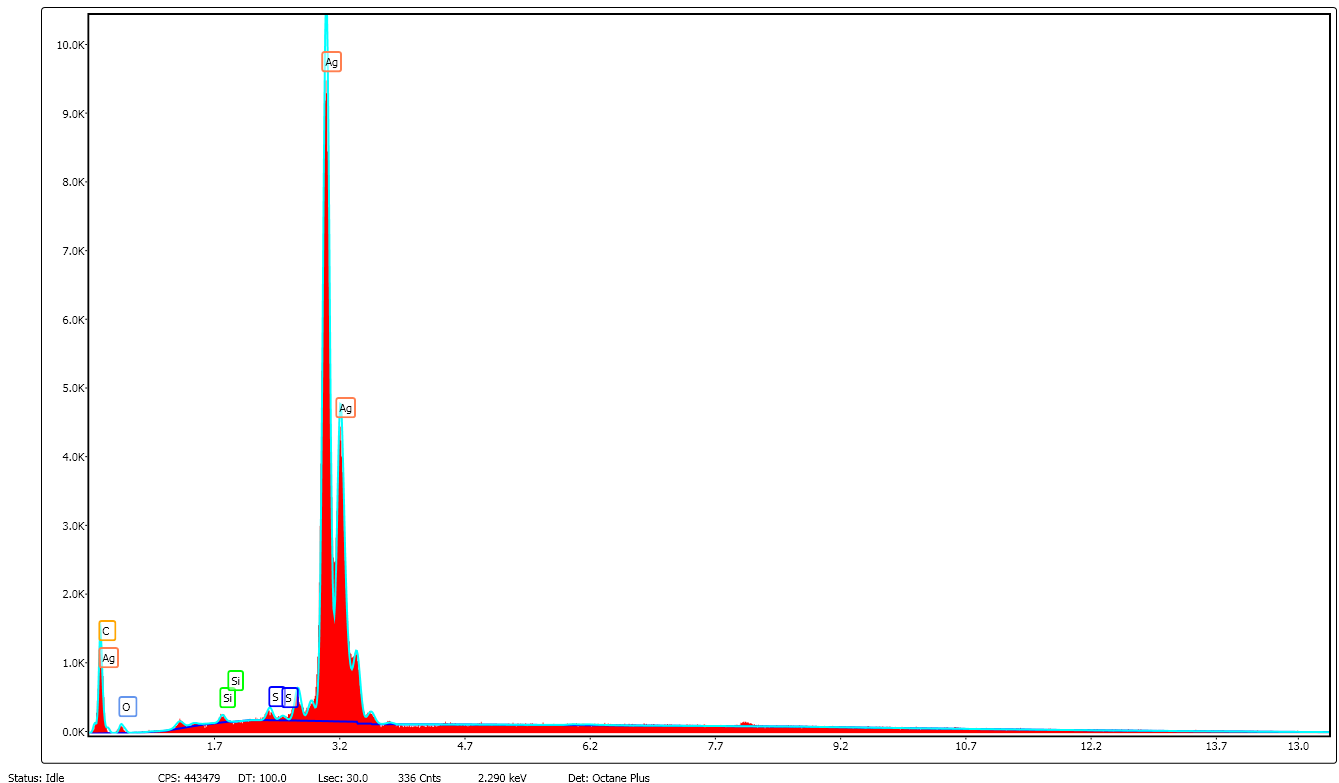 10.0K
Ag
9.0K
8.0K
7.0K
6.0K
5.0K
Ag
4.0K
3.0K
2.0K
C
Ag
1.0K
Si
Si
S S
O
0.0K
1.7 3.2 4.7 6.2 7.7 9.2 10.7 12.2 13.7 13.0
Status: Idle CPS: 443479 DT: 100.0 Lsec: 30.0 336 Cnts 2.290 keV Det: Octane Plus